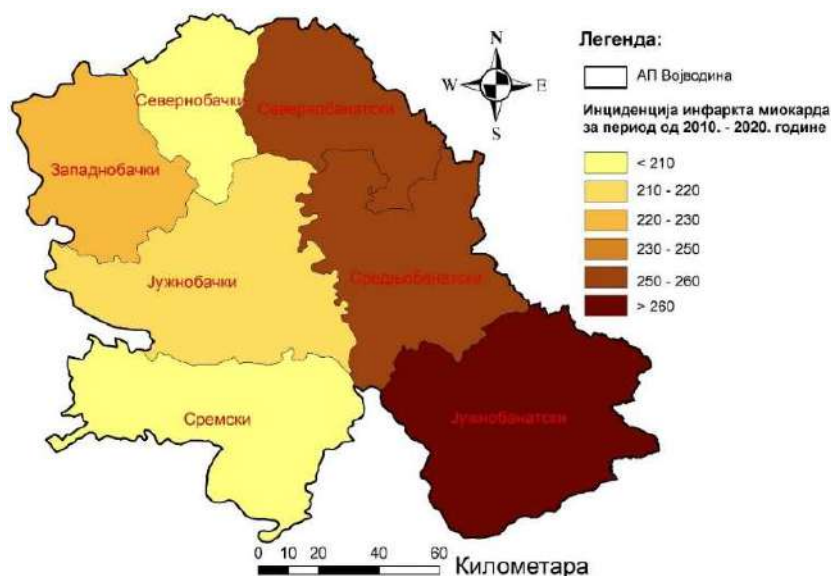 N
W E
S
Легенда:
АП Војводина
Инциденција инфаркта миокарда
за период од 2010. - 2020. године
< 210
210 - 220
220 - 230
230 - 250
250 - 260
> 260
Севернобачки
Севернобанатски
Западнобачки
Јужнобачки
Средњобанатски
Сремски
Јужнобанатски
0 10 20 40 60
Километара